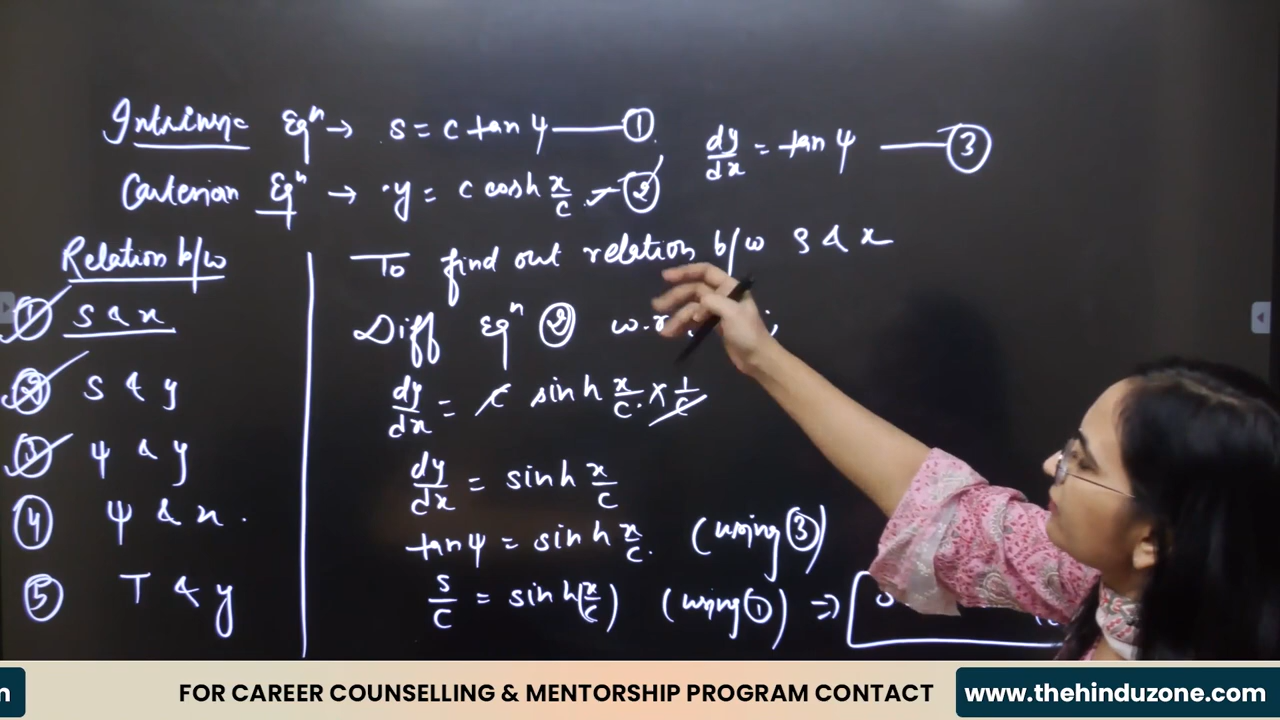 Intrinsic Eqⁿ → s = c tan ψ —— ①
dy/dx = tan ψ —— ③
Carterian Eqⁿ → y = c cosh x/c —②
Relation b/w
① s & x
② s & y
③ ψ & y
④ ψ & x.
⑤ T & y
To find out relation b/w s & x
Diff Eqⁿ ② w.r.
dy/dx = c sinh x/c. × 1/c
dy/dx = sinh x/c
tan ψ = sinh x/c. (using ③)
s/c = sinh(x/c) (using ①) ⇒
FOR CAREER COUNSELLING & MENTORSHIP PROGRAM CONTACT
www.thehinduzone.com